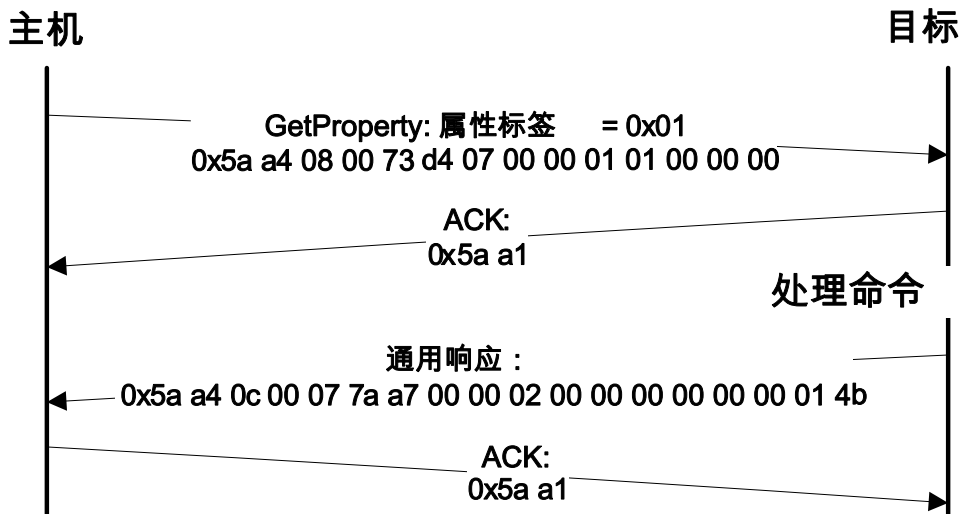 主机 目标
GetProperty: 属性标签 = 0x01
0x5a a4 08 00 73 d4 07 00 00 01 01 00 00 00
ACK:
0x5a a1
处理命令
通用响应：
0x5a a4 0c 00 07 7a a7 00 00 02 00 00 00 00 00 00 01 4b
ACK:
0x5a a1